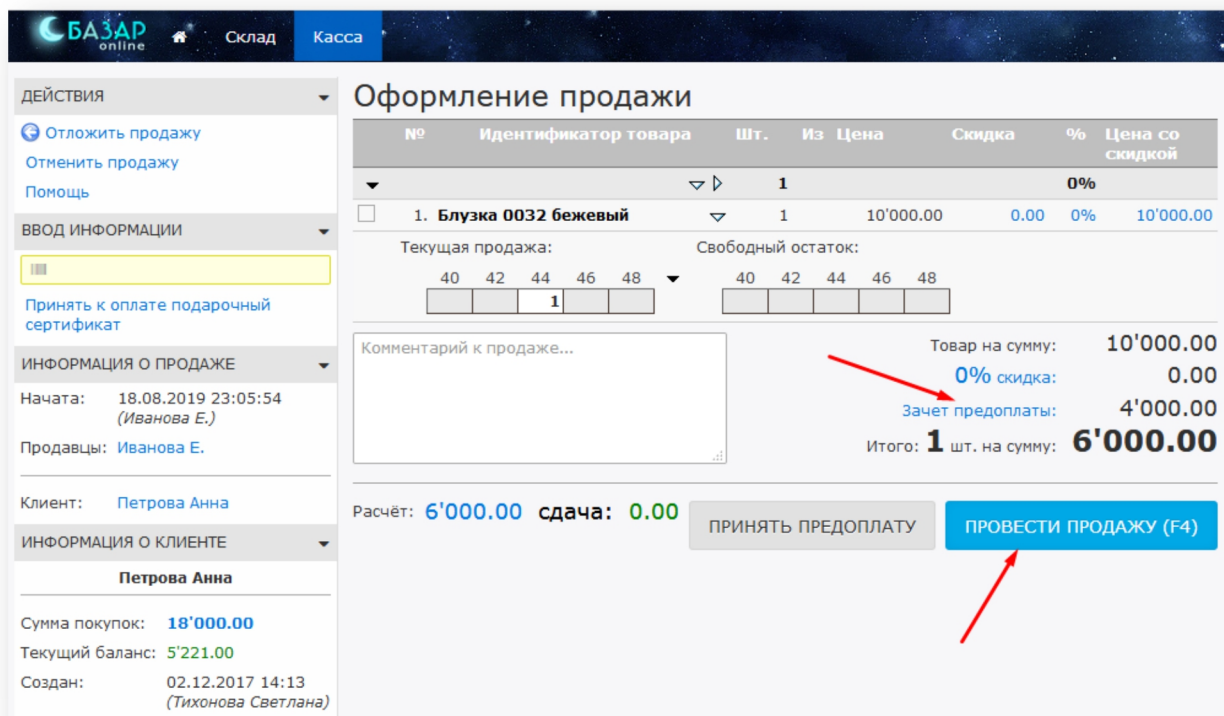 БАЗАР
online
Склад
Касса
ДЕЙСТВИЯ
Отложить продажу
Отменить продажу
Помощь
ВВОД ИНФОРМАЦИИ
Принять к оплате подарочный
сертификат
ИНФОРМАЦИЯ О ПРОДАЖЕ
Начата: 18.08.2019 23:05:54
(Иванова Е.)
Продавцы: Иванова Е.
Клиент: Петрова Анна
ИНФОРМАЦИЯ О КЛИЕНТЕ
Петрова Анна
Сумма покупок: 18'000.00
Текущий баланс: 5'221.00
Создан: 02.12.2017 14:13
(Тихонова Светлана)
Оформление продажи
№ Идентификатор товара Шт. Из Цена Скидка % Цена со
скидкой
1 0%
1. Блузка 0032 бежевый 1 10'000.00 0.00 0% 10'000.00
Текущая продажа: Свободный остаток:
40 42 44 46 48 40 42 44 46 48
1
Комментарий к продаже...
Товар на сумму: 10'000.00
0% скидка: 0.00
Зачет предоплаты: 4'000.00
Итого: 1 шт. на сумму: 6'000.00
Расчёт: 6'000.00 сдача: 0.00
ПРИНЯТЬ ПРЕДОПЛАТУ
ПРОВЕСТИ ПРОДАЖУ (F4)